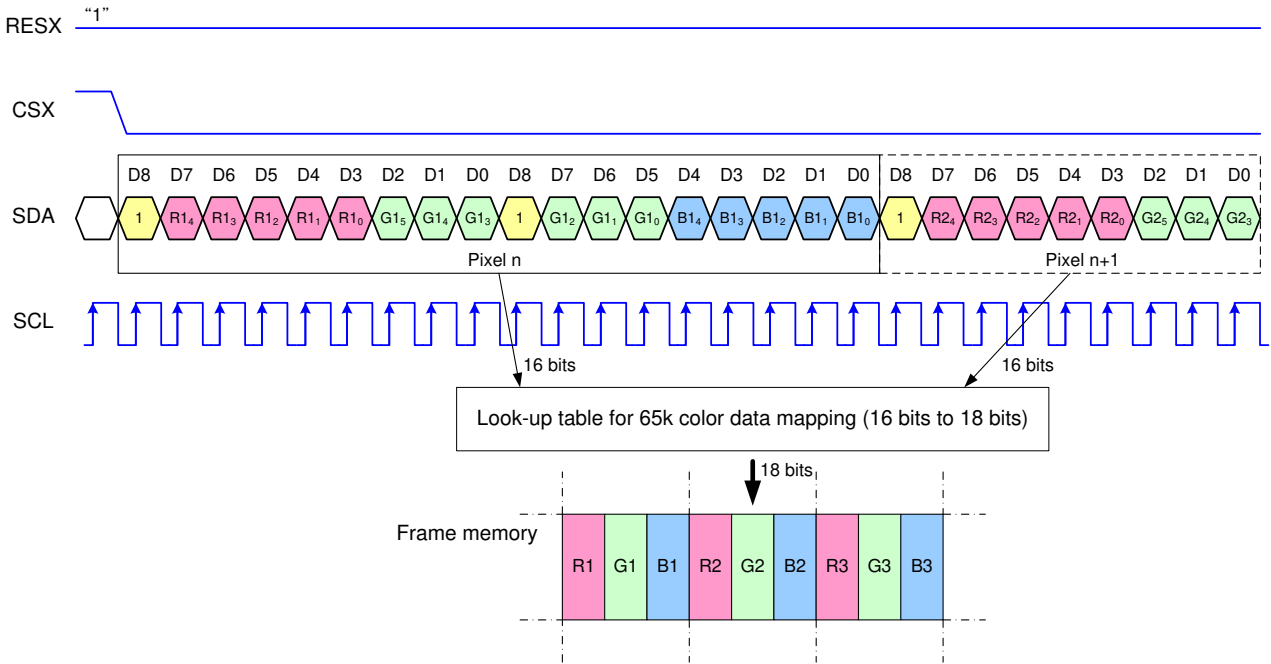 RESX “1”
CSX
D8 D7 D6 D5 D4 D3 D2 D1 D0 D8 D7 D6 D5 D4 D3 D2 D1 D0 D8 D7 D6 D5 D4 D3 D2 D1 D0
SDA 1 R1₄ R1₃ R1₂ R1₁ R1₀ G1₅ G1₄ G1₃ 1 G1₂ G1₁ G1₀ B1₄ B1₃ B1₂ B1₁ B1₀ 1 R2₄ R2₃ R2₂ R2₁ R2₀ G2₅ G2₄ G2₃
Pixel n Pixel n+1
SCL
16 bits 16 bits
Look-up table for 65k color data mapping (16 bits to 18 bits)
18 bits
Frame memory
R1 G1 B1 R2 G2 B2 R3 G3 B3